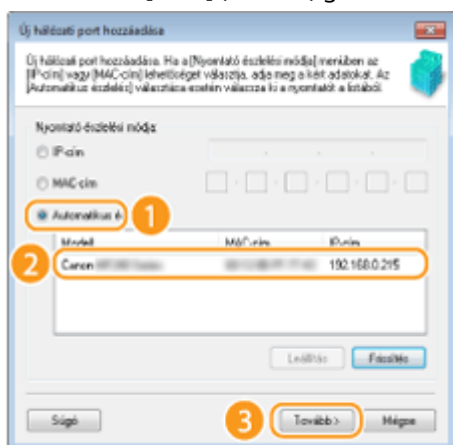 Új hálózati port hozzáadása
Új hálózati port hozzáadása. Ha a [Nyomtató észlelési módja] menüben az
[IP-cím] vagy [MAC-cím] lehetőséget választja, adja meg a kért adatokat. Az
[Automatikus észlelés] választása esetén válassza ki a nyomtatót a listából.
Nyomtató észlelési módja:
IP-cím
MAC-cím
Automatikus é
1
Modell MAC-cím IP-cím
2
Canon 192.168.0.215
Leállítás Frissítés
Súgó 3 Tovább > Mégse